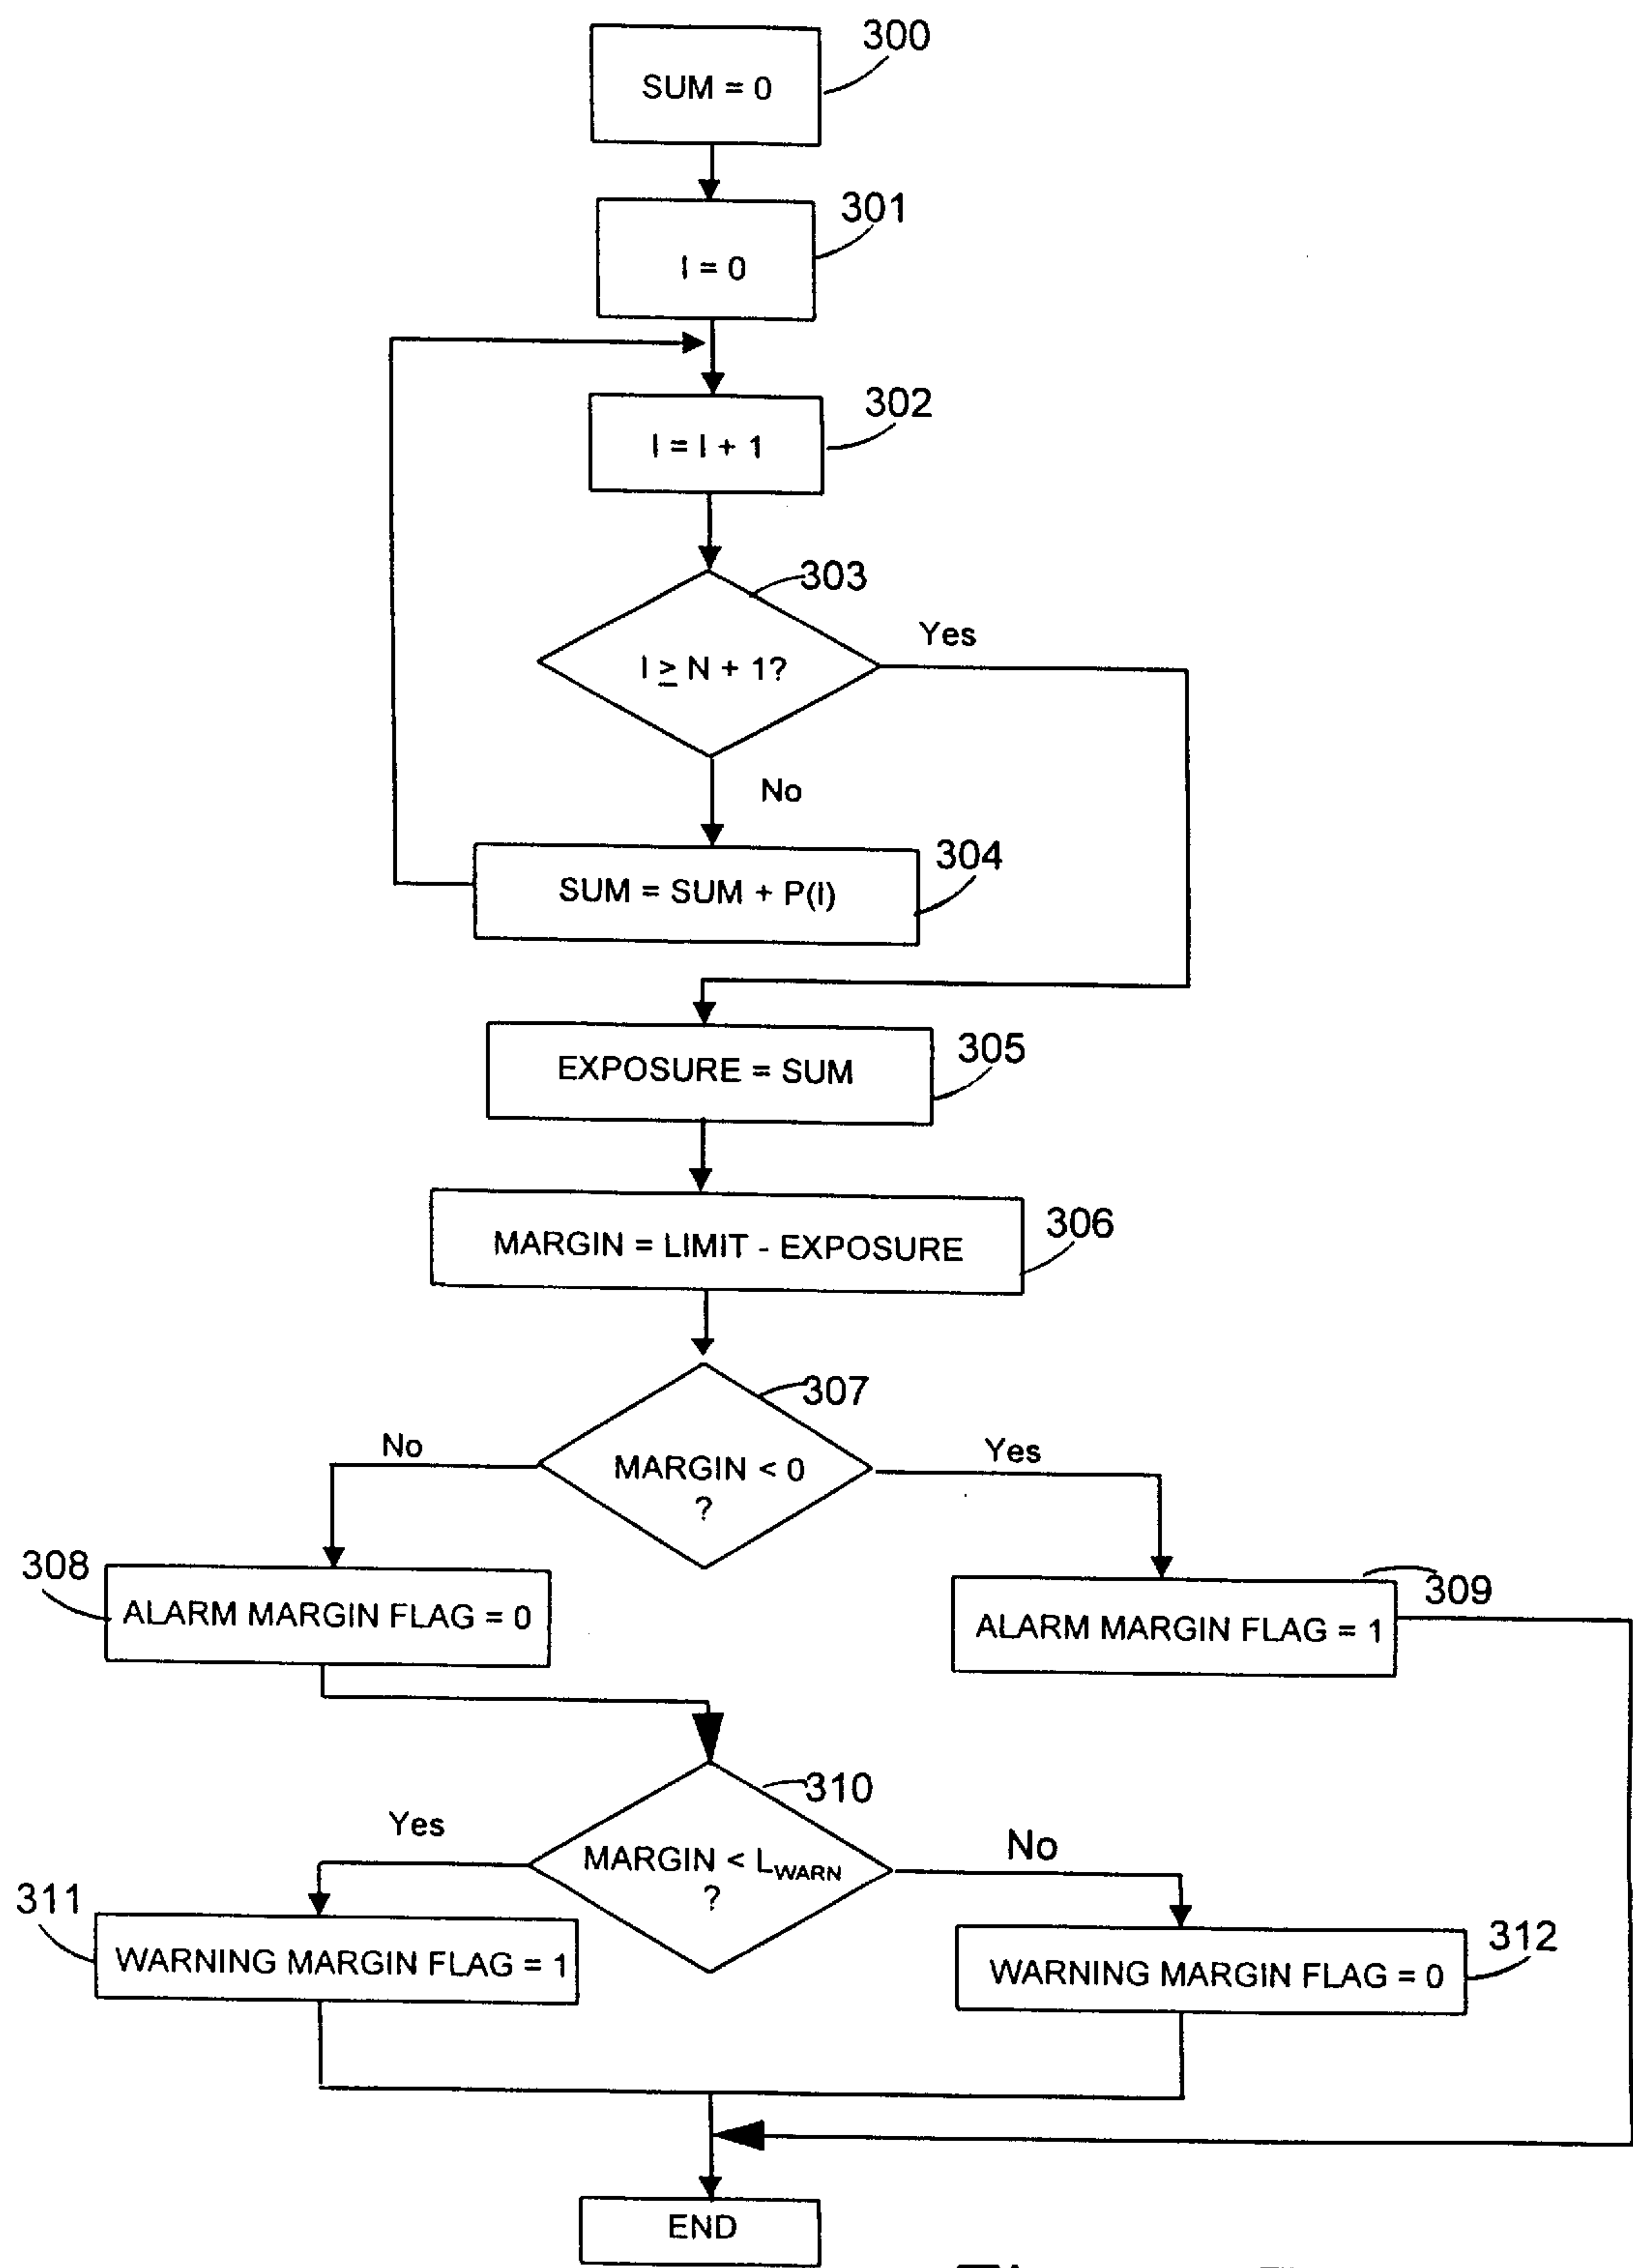 300
SUM = 0
301
I = 0
302
I = I + 1
303
Yes
I ≥ N + 1?
No
304
SUM = SUM + P(I)
305
EXPOSURE = SUM
306
MARGIN = LIMIT - EXPOSURE
307
No
Yes
MARGIN < 0
?
308
309
ALARM MARGIN FLAG = 0
ALARM MARGIN FLAG = 1
310
Yes
No
MARGIN < LWARN
?
311
312
WARNING MARGIN FLAG = 1
WARNING MARGIN FLAG = 0
END